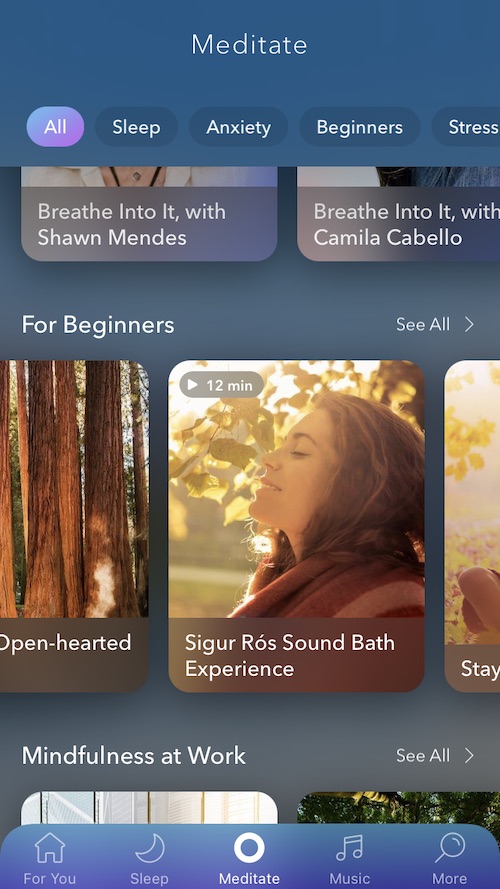 Meditate
All
Sleep
Anxiety
Beginners
Stress
Breathe Into It, with
Shawn Mendes
Breathe Into It, with
Camila Cabello
For Beginners
See All
12 min
Open-hearted
Sigur Rós Sound Bath
Experience
Stay
Mindfulness at Work
See All
For You
Sleep
Meditate
Music
More